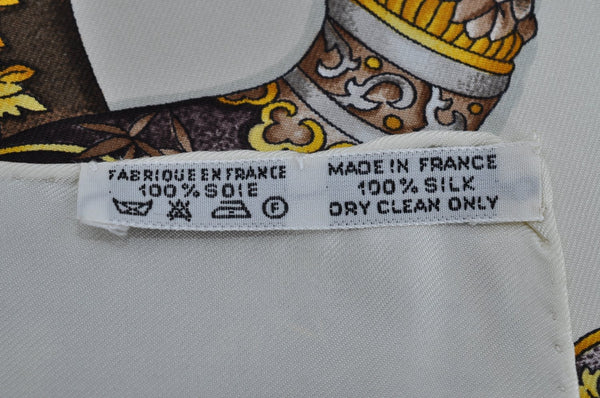 FABRIQUE EN FRANCE
100% SOIE
F
MADE IN FRANCE
100% SILK
DRY CLEAN ONLY